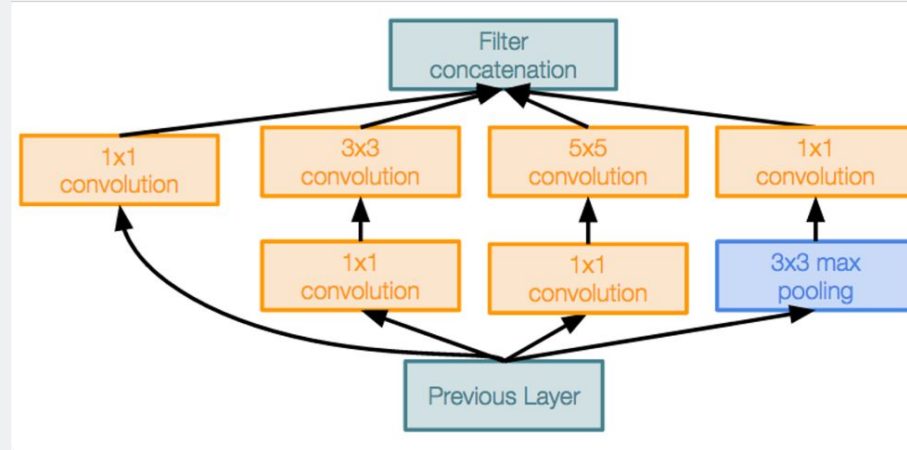 Filter
concatenation
1x1
convolution
3x3
convolution
5x5
convolution
1x1
convolution
1x1
convolution
1x1
convolution
3x3 max
pooling
Previous Layer